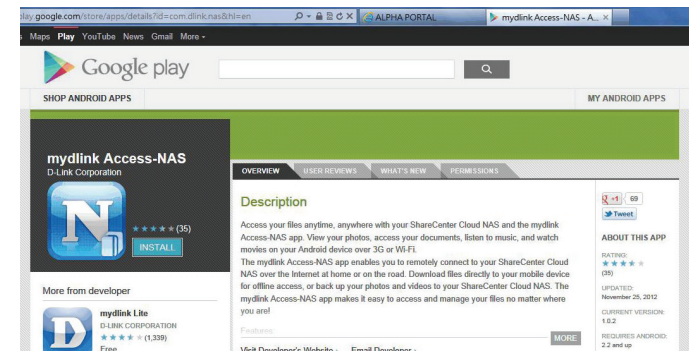 play.google.com/store/apps/details?id=com.dlink.nas&hl=en
ALPHA PORTAL
mydlink Access-NAS - A...
Maps Play YouTube News Gmail More
Google play
SHOP ANDROID APPS
MY ANDROID APPS
mydlink Access-NAS
D-Link Corporation
(35)
INSTALL
OVERVIEW
USER REVIEWS
WHAT'S NEW
PERMISSIONS
Description
Access your files anytime, anywhere with your ShareCenter Cloud NAS and the mydlink
Access-NAS app. View your photos, access your documents, listen to music, and watch
movies on your Android device over 3G or Wi-Fi.
The mydlink Access-NAS app enables you to remotely connect to your ShareCenter Cloud
NAS over the Internet at home or on the road. Download files directly to your mobile device
for offline access, or back up your photos and videos to your ShareCenter Cloud NAS. The
mydlink Access-NAS app makes it easy to access and manage your files no matter where
you are!
Features:
MORE
Visit Developer's Website
Email Developer
More from developer
mydlink Lite
D-LINK CORPORATION
(1,339)
Free
+1 69
Tweet
ABOUT THIS APP
RATING:
(35)
UPDATED:
November 25, 2012
CURRENT VERSION:
1.0.2
REQUIRES ANDROID:
2.2 and up